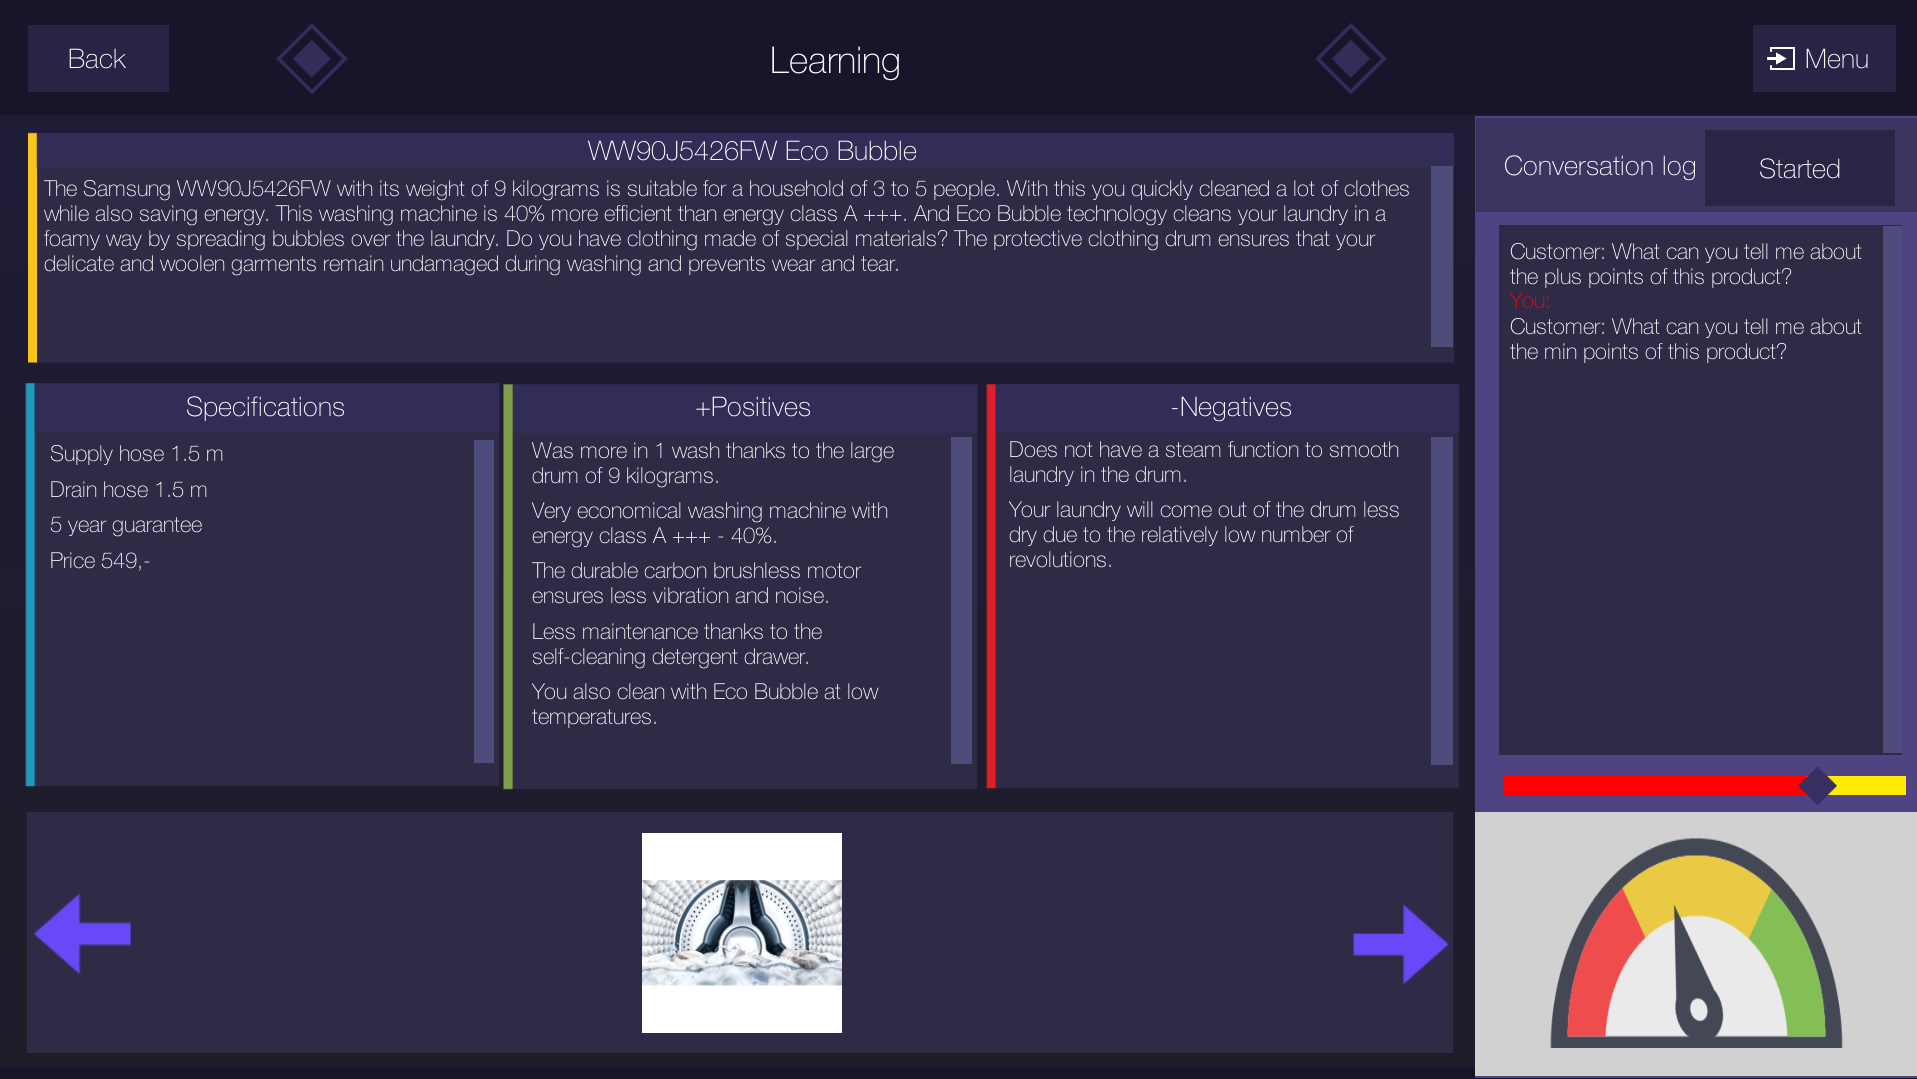 Back
Learning
Menu
WW90J5426FW Eco Bubble
The Samsung WW90J5426FW with its weight of 9 kilograms is suitable for a household of 3 to 5 people. With this you quickly cleaned a lot of clothes
while also saving energy. This washing machine is 40% more efficient than energy class A +++. And Eco Bubble technology cleans your laundry in a
foamy way by spreading bubbles over the laundry. Do you have clothing made of special materials? The protective clothing drum ensures that your
delicate and woolen garments remain undamaged during washing and prevents wear and tear.
Specifications
Supply hose 1.5 m
Drain hose 1.5 m
5 year guarantee
Price 549,-
+Positives
Was more in 1 wash thanks to the large
drum of 9 kilograms.
Very economical washing machine with
energy class A +++ - 40%.
The durable carbon brushless motor
ensures less vibration and noise.
Less maintenance thanks to the
self-cleaning detergent drawer.
You also clean with Eco Bubble at low
temperatures.
-Negatives
Does not have a steam function to smooth
laundry in the drum.
Your laundry will come out of the drum less
dry due to the relatively low number of
revolutions.
Conversation log
Started
Customer: What can you tell me about
the plus points of this product?
You:
Customer: What can you tell me about
the min points of this product?